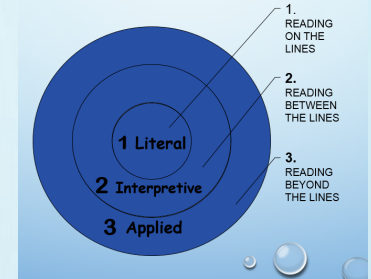 1.
READING
ON THE
LINES
2.
READING
BETWEEN
THE LINES
3.
READING
BEYOND
THE LINES
1 Literal
2 Interpretive
3 Applied